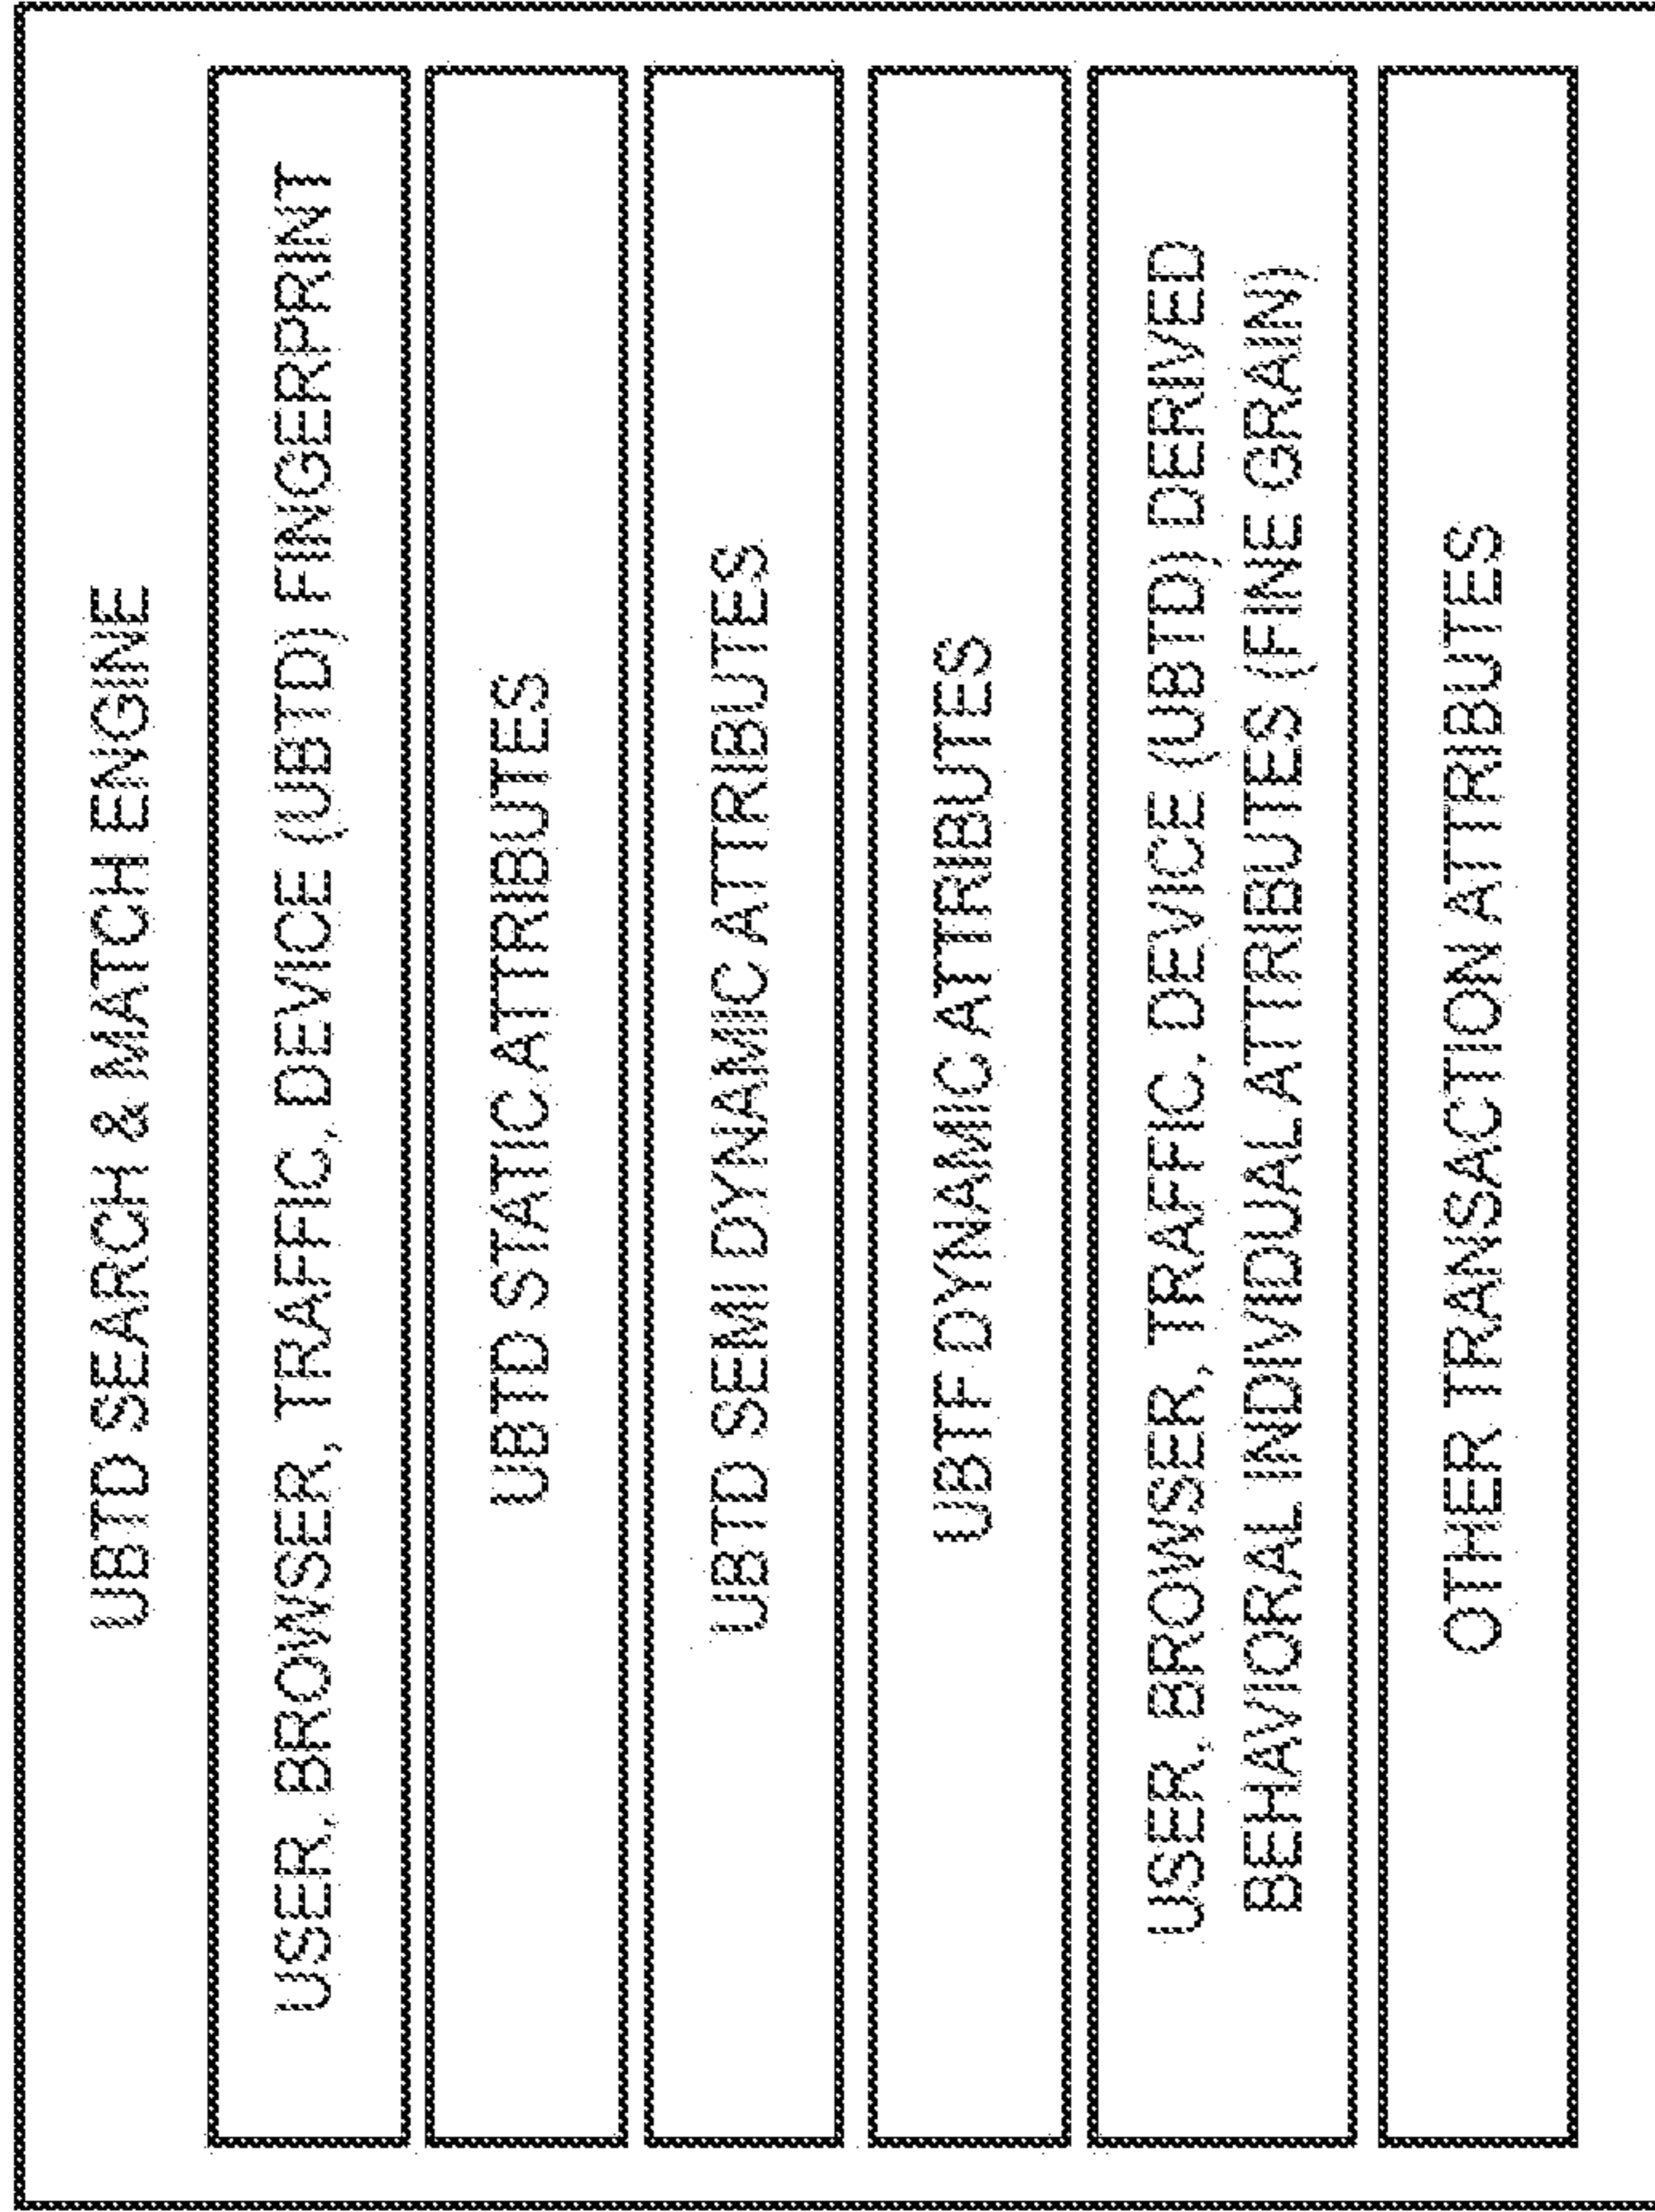 UBTD SEARCH & MATCH ENGINE
USER, BROWSER, TRAFFIC, DEVICE (UBTD) FINGERPRINT
UBTD STATIC ATTRIBUTES
UBTD SEMI DYNAMIC ATTRIBUTES
UBTF DYNAMIC ATTRIBUTES
USER, BROWSER, TRAFFIC, DEVICE (UBTD) DERIVED
BEHAVIORAL INDIVIDUAL ATTRIBUTES (FINE GRAIN)
OTHER TRANSACTION ATTRIBUTES